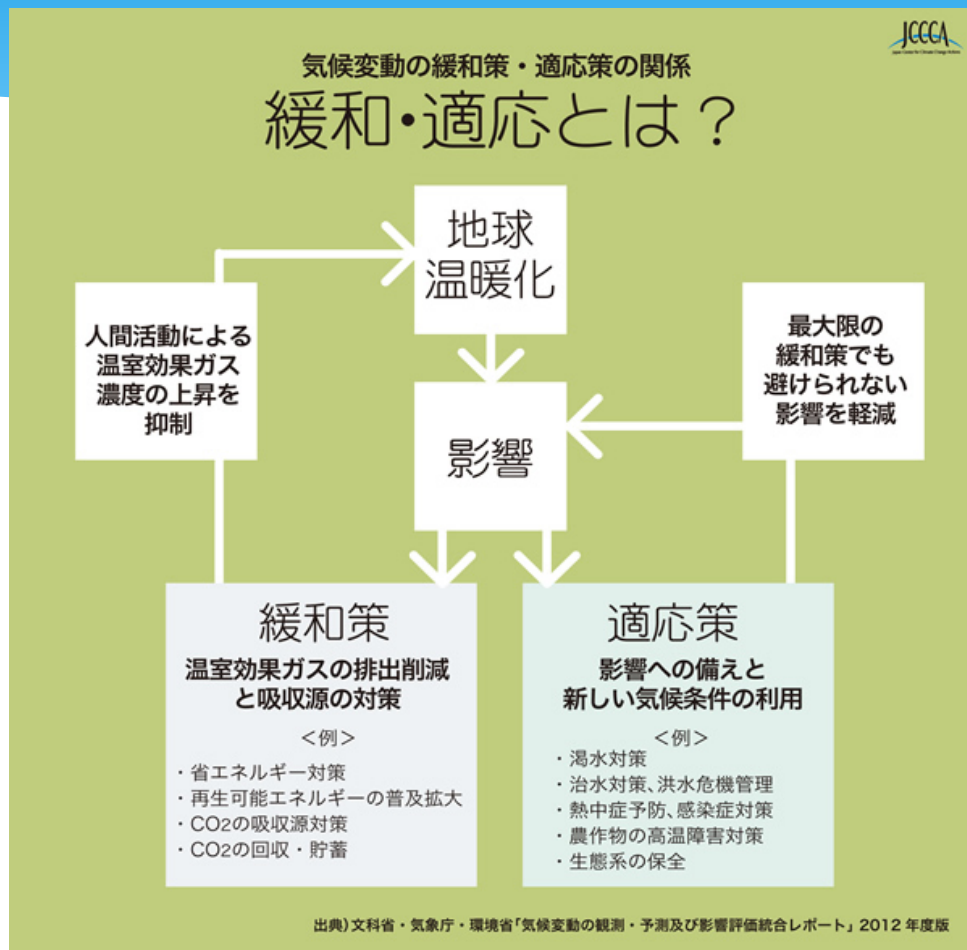 JCCCA
Japan Center for Climate Change Actions
気候変動の緩和策・適応策の関係
緩和・適応とは？
地球
温暖化
人間活動による
温室効果ガス
濃度の上昇を
抑制
最大限の
緩和策でも
避けられない
影響を軽減
影響
緩和策
温室効果ガスの排出削減
と吸収源の対策
＜例＞
・省エネルギー対策
・再生可能エネルギーの普及拡大
・CO2の吸収源対策
・CO2の回収・貯蓄
適応策
影響への備えと
新しい気候条件の利用
＜例＞
・渇水対策
・治水対策、洪水危機管理
・熱中症予防、感染症対策
・農作物の高温障害対策
・生態系の保全
出典）文科省・気象庁・環境省「気候変動の観測・予測及び影響評価統合レポート」2012年度版